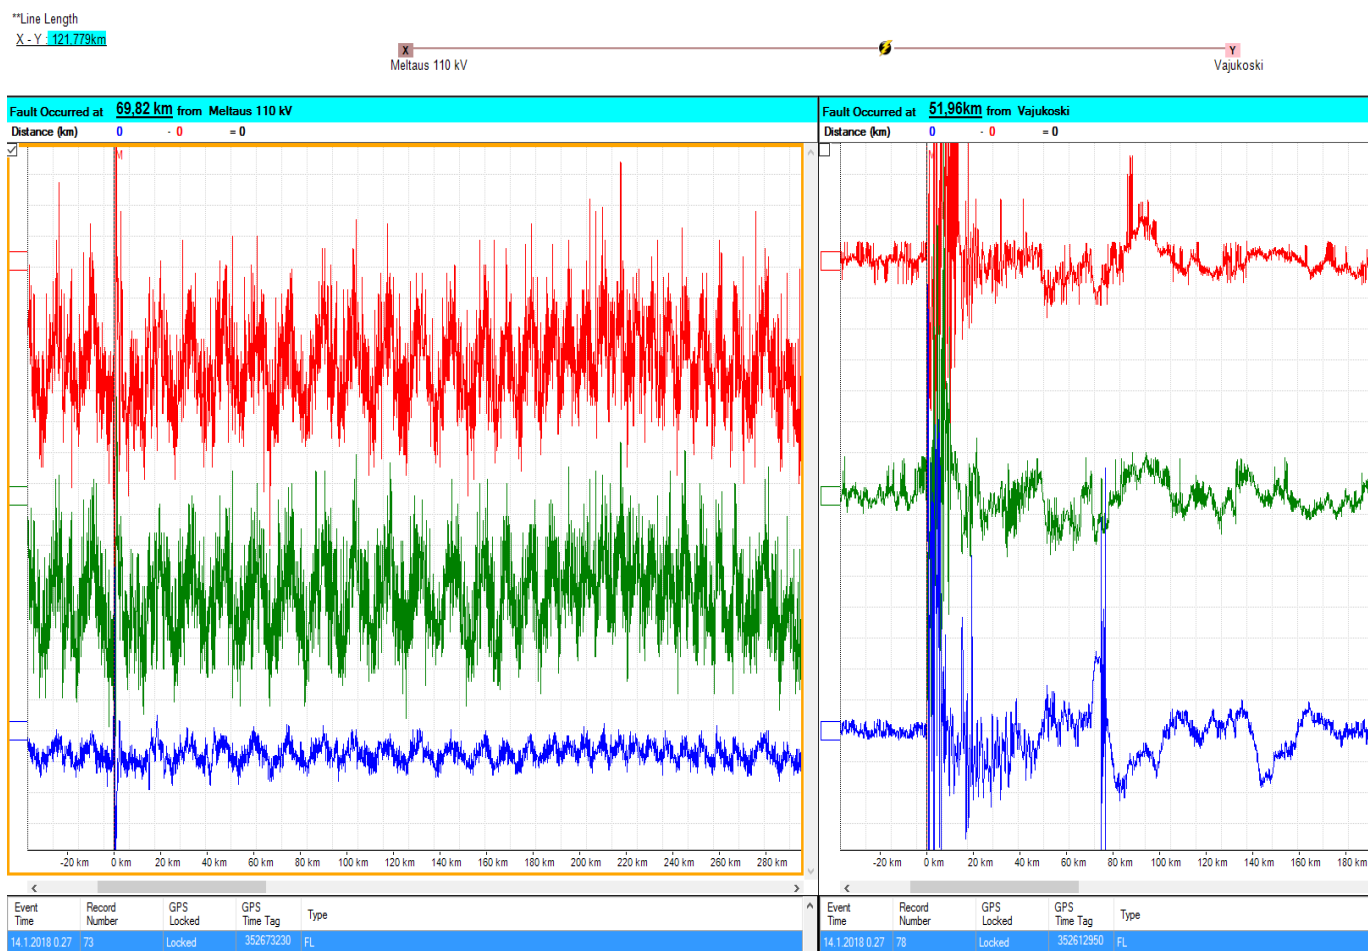 **Line Length
X - Y : 121,779km
X
Y
Meltaus 110 kV
Vajukoski
Fault Occurred at 69,82 km from Meltaus 110 kV
Distance (km) 0 - 0 = 0
M
-20 km 0 km 20 km 40 km 60 km 80 km 100 km 120 km 140 km 160 km 180 km 200 km 220 km 240 km 260 km 280 km
Event Time Record Number GPS Locked GPS Time Tag Type
14.1.2018 0.27 73 Locked 352673230 FL
Fault Occurred at 51,96km from Vajukoski
Distance (km) 0 - 0 = 0
M
-20 km 0 km 20 km 40 km 60 km 80 km 100 km 120 km 140 km 160 km 180 km
Event Time Record Number GPS Locked GPS Time Tag Type
14.1.2018 0.27 78 Locked 352612950 FL